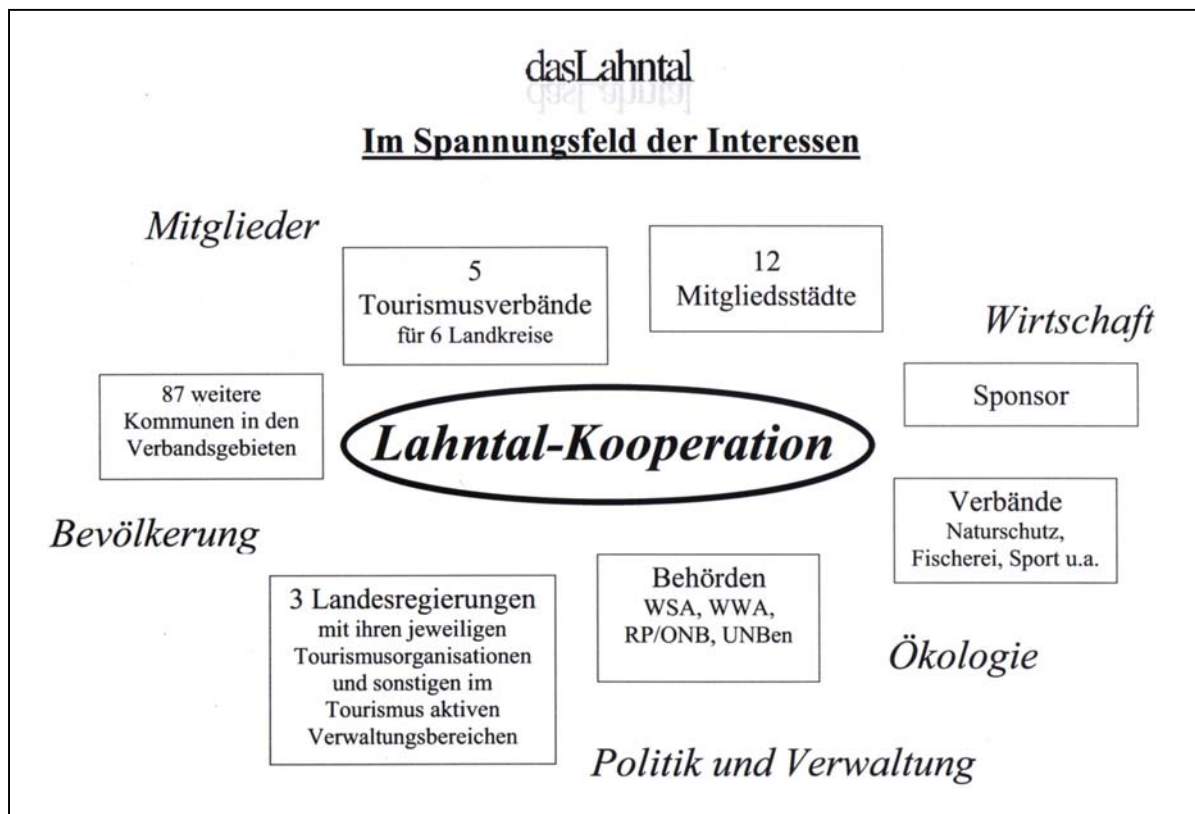 dasLahntal
Im Spannungsfeld der Interessen
Mitglieder
5
Tourismusverbände
für 6 Landkreise
12
Mitgliedsstädte
Wirtschaft
87 weitere
Kommunen in den
Verbandsgebieten
Lahntal-Kooperation
Sponsor
Verbände
Naturschutz,
Fischerei, Sport u.a.
Bevölkerung
3 Landesregierungen
mit ihren jeweiligen
Tourismusorganisationen
und sonstigen im
Tourismus aktiven
Verwaltungsbereichen
Behörden
WSA, WWA,
RP/ONB, UNBen
Ökologie
Politik und Verwaltung